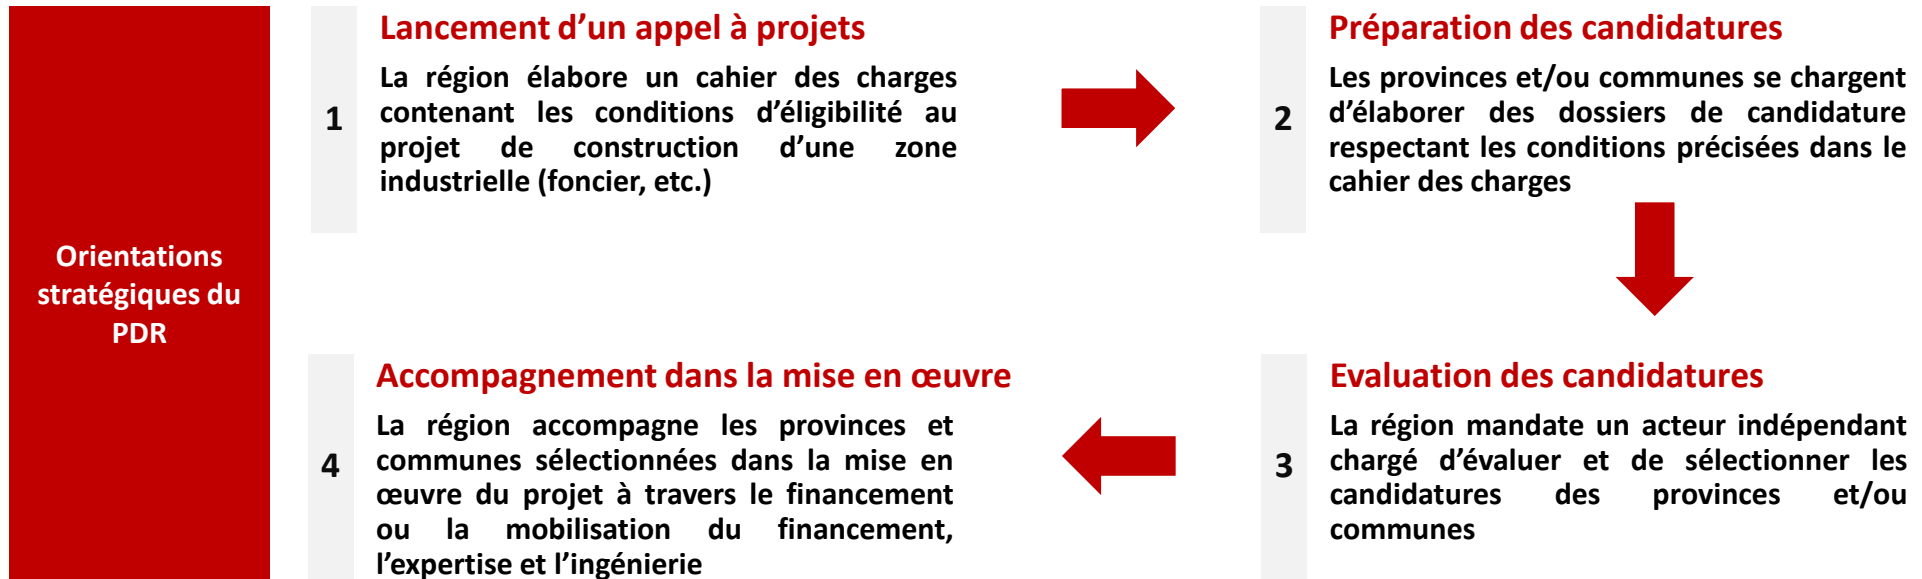 Orientations
stratégiques du
PDR
1
Lancement d’un appel à projets
La région élabore un cahier des charges
contenant les conditions d’éligibilité au
projet de construction d’une zone
industrielle (foncier, etc.)
2
Préparation des candidatures
Les provinces et/ou communes se chargent
d’élaborer des dossiers de candidature
respectant les conditions précisées dans le
cahier des charges
3
Evaluation des candidatures
La région mandate un acteur indépendant
chargé d’évaluer et de sélectionner les
candidatures des provinces et/ou
communes
4
Accompagnement dans la mise en œuvre
La région accompagne les provinces et
communes sélectionnées dans la mise en
œuvre du projet à travers le financement
ou la mobilisation du financement,
l’expertise et l’ingénierie